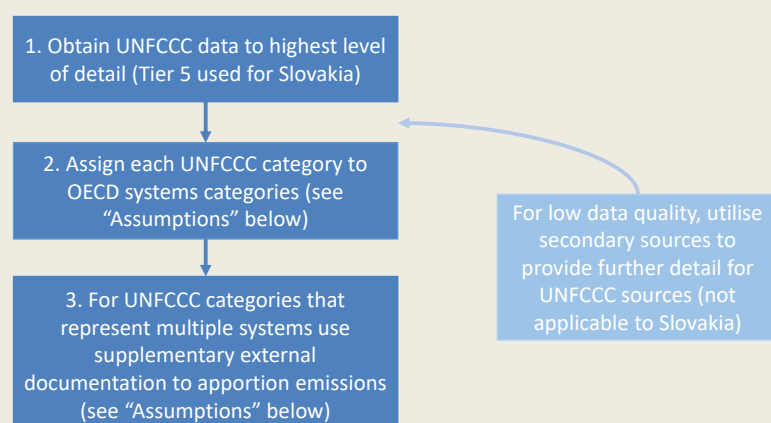 1. Obtain UNFCCC data to highest level
of detail (Tier 5 used for Slovakia)
2. Assign each UNFCCC category to
OECD systems categories (see
“Assumptions” below)
3. For UNFCCC categories that
represent multiple systems use
supplementary external
documentation to apportion emissions
(see “Assumptions” below)
For low data quality, utilise
secondary sources to
provide further detail for
UNFCCC sources (not
applicable to Slovakia)